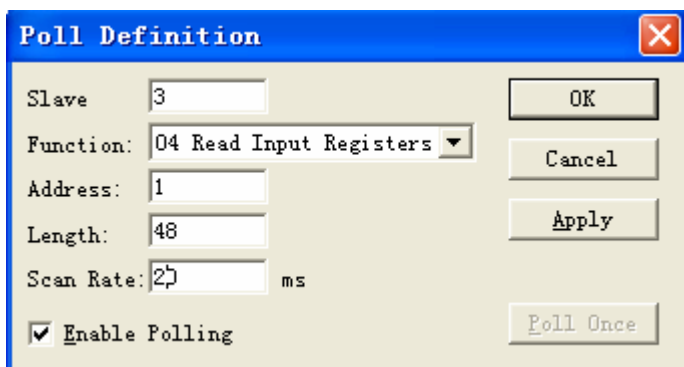 Poll Definition
Slave 3
OK
Function: 04 Read Input Registers
Cancel
Address: 1
Apply
Length: 48
Scan Rate: ms
Enable Polling
Poll Once